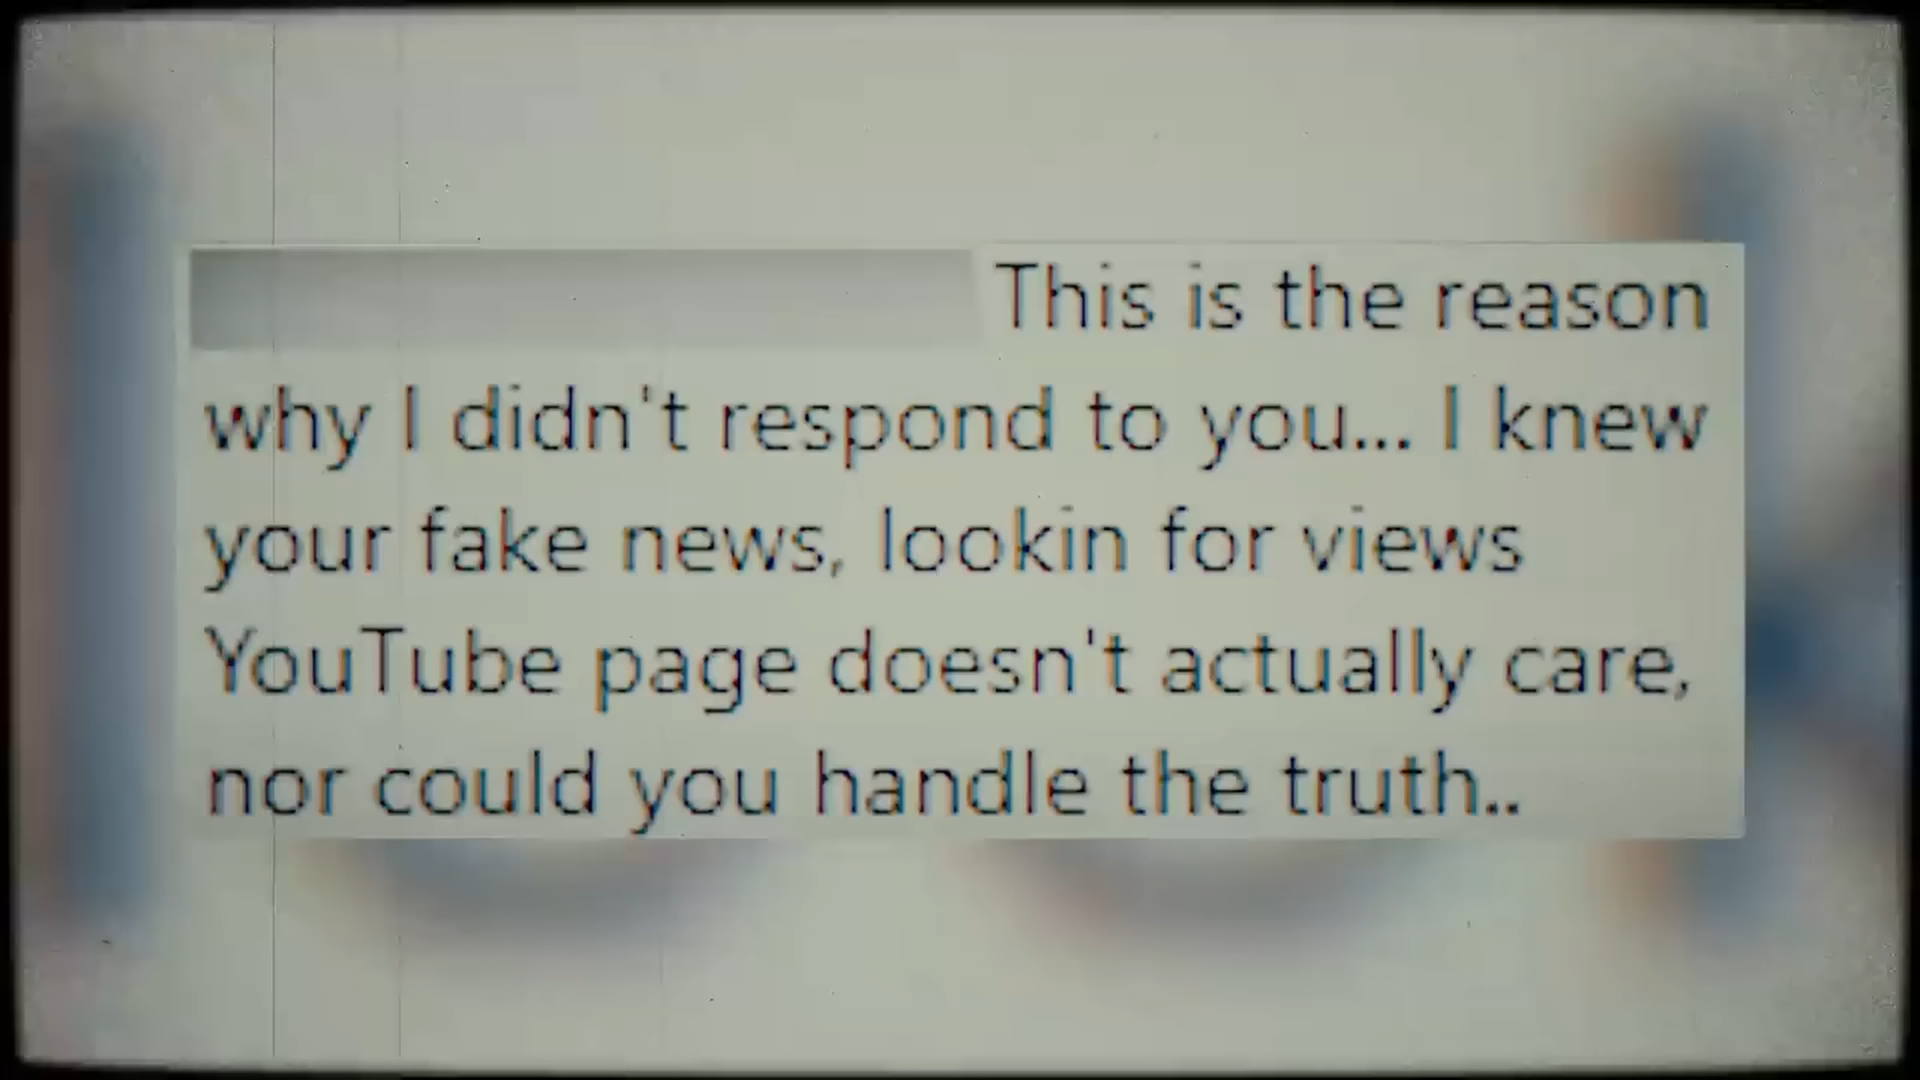 This is the reason
why I didn't respond to you... I knew
your fake news, lookin for views
YouTube page doesn't actually care,
nor could you handle the truth..